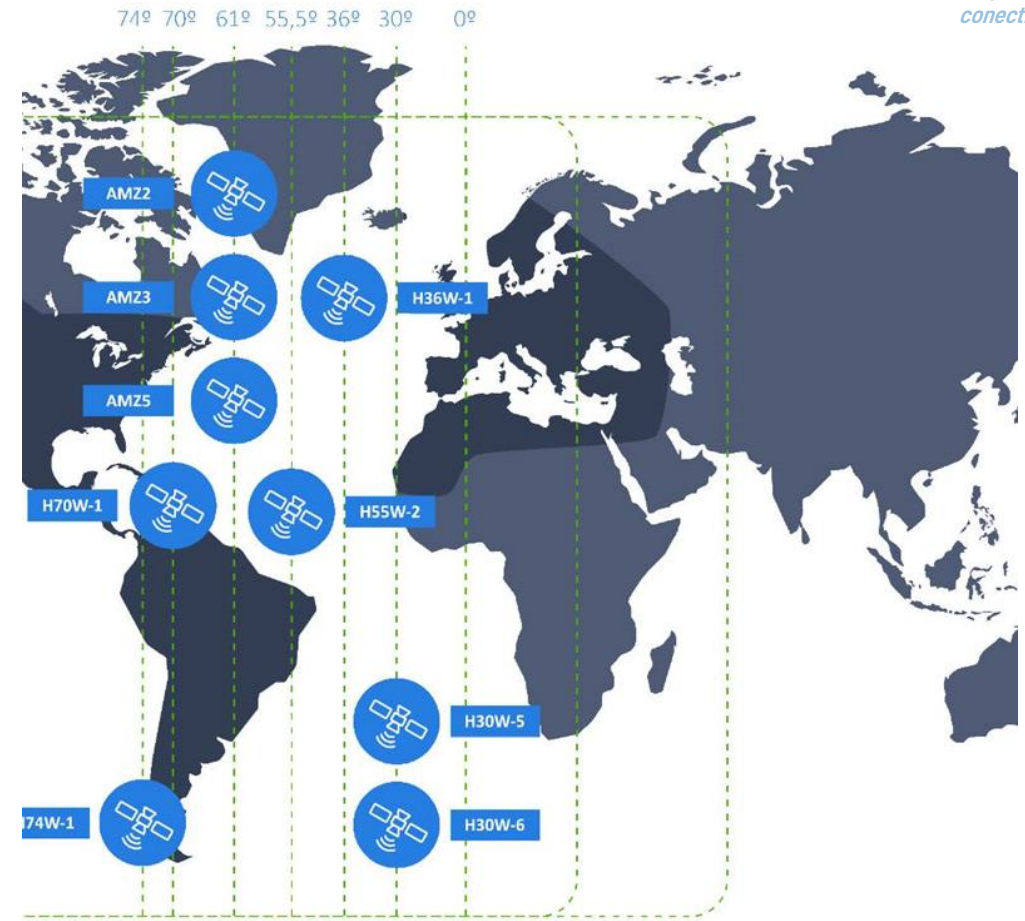 conect
74º 70º 61º 55,5º 36º 30º 0º
AMZ2
AMZ3
H36W-1
AMZ5
H70W-1
H55W-2
H30W-5
74W-1
H30W-6